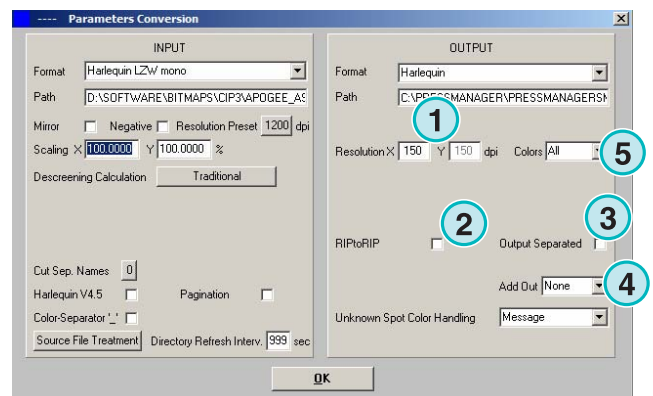 ---- Parameters Conversion
INPUT
Format Harlequin LZW mono
Path D:\SOFTWARE\BITMAPS\CIP3\APOGEE_AS
Mirror Negative Resolution Preset 1200 dpi
Scaling X 100.0000 Y 100.0000 %
Descreening Calculation Traditional
Cut Sep. Names 0
Harlequin V4.5 Pagination
Color-Separator '_'
Source File Treatment Directory Refresh Interv. 999 sec
OUTPUT
Format Harlequin
Path C:\PRESSMANAGER\PRESSMANAGERSM
1
Resolution X 150 Y 150 dpi Colors All 5
2 3
RIPtoRIP Output Separated
Add Out None 4
Unknown Spot Color Handling Message
OK